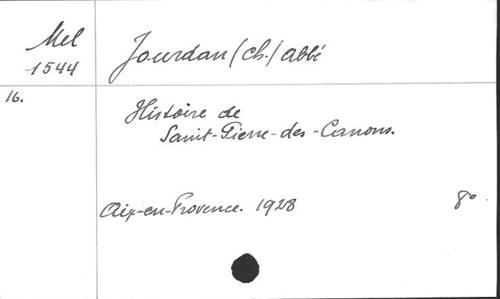 Mel
1544
Jourdan (Ch.) abbé
16.
Histoire de
Saint-Pierre-des-Canons.
Aix-en-Provence. 1928 8°